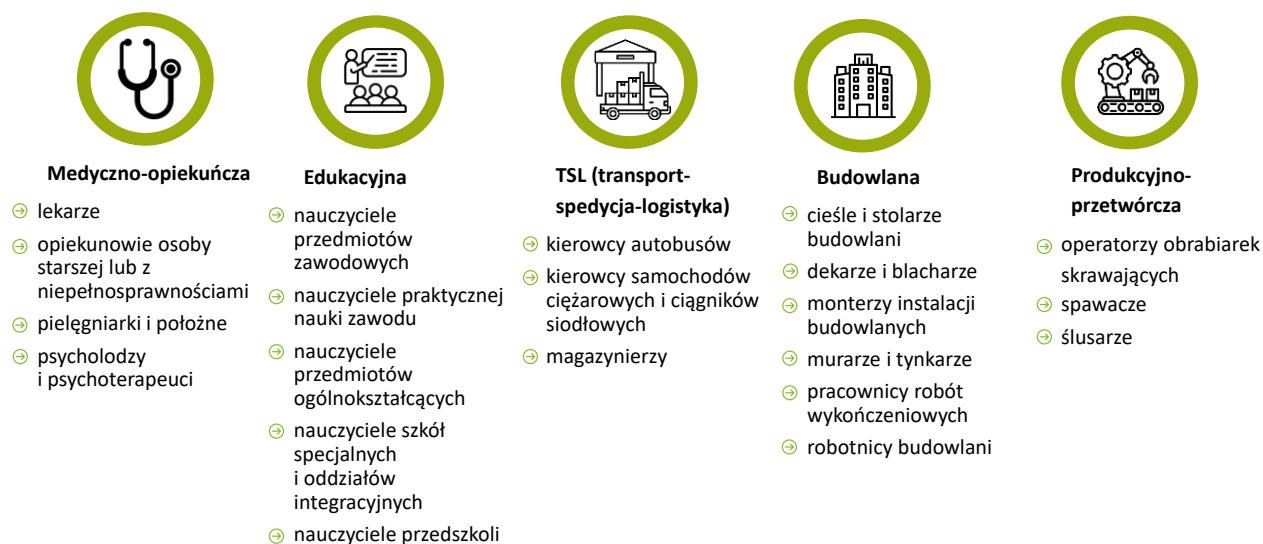 Medyczno-opiekuńcza
lekarze
opiekunowie osoby
starszej lub z
niepełnosprawnościami
pielęgniarki i położne
psycholodzy
i psychoterapeuci
Edukacyjna
nauczyciele
przedmiotów
zawodowych
nauczyciele praktycznej
nauki zawodu
nauczyciele
przedmiotów
ogólnokształcących
nauczyciele szkół
specjalnych
i oddziałów
integracyjnych
nauczyciele przedszkoli
TSL (transport-
spedycja-logistyka)
kierowcy autobusów
kierowcy samochodów
ciężarowych i ciągników
siodłowych
magazynierzy
Budowlana
cieśle i stolarze
budowlani
dekarze i blacharze
monterzy instalacji
budowlanych
murarze i tynkarze
pracownicy robót
wykończeniowych
robotnicy budowlani
Produkcyjno-
przetwórcza
operatorzy obrabiarek
skrawających
spawacze
ślusarze